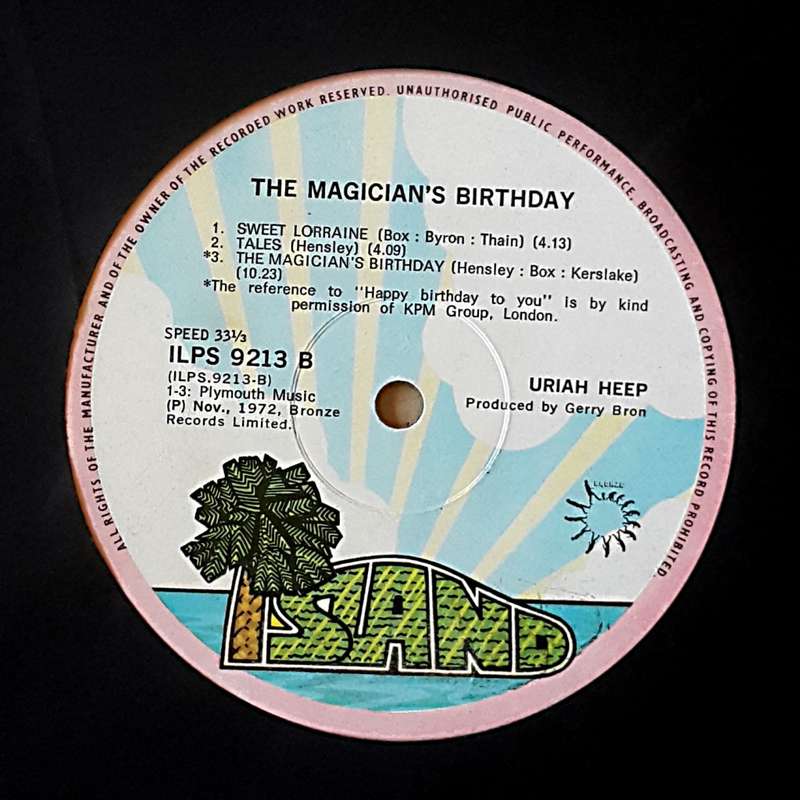 ALL RIGHTS OF THE MANUFACTURER AND OF THE OWNER OF THE RECORDED WORK RESERVED. UNAUTHORISED PUBLIC PERFORMANCE, BROADCASTING AND COPYING OF THIS RECORD PROHIBITED
THE MAGICIAN'S BIRTHDAY
1. SWEET LORRAINE (Box : Byron : Thain) (4.13)
2. TALES (Hensley) (4.09)
*3. THE MAGICIAN'S BIRTHDAY (Hensley : Box : Kerslake)
(10.23)
*The reference to "Happy birthday to you" is by kind
permission of KPM Group, London.
SPEED 33⅓
ILPS 9213 B
(ILPS.9213-B)
1-3: Plymouth Music
(P) Nov., 1972, Bronze
Records Limited.
URIAH HEEP
Produced by Gerry Bron
BRONZE
ISLAND